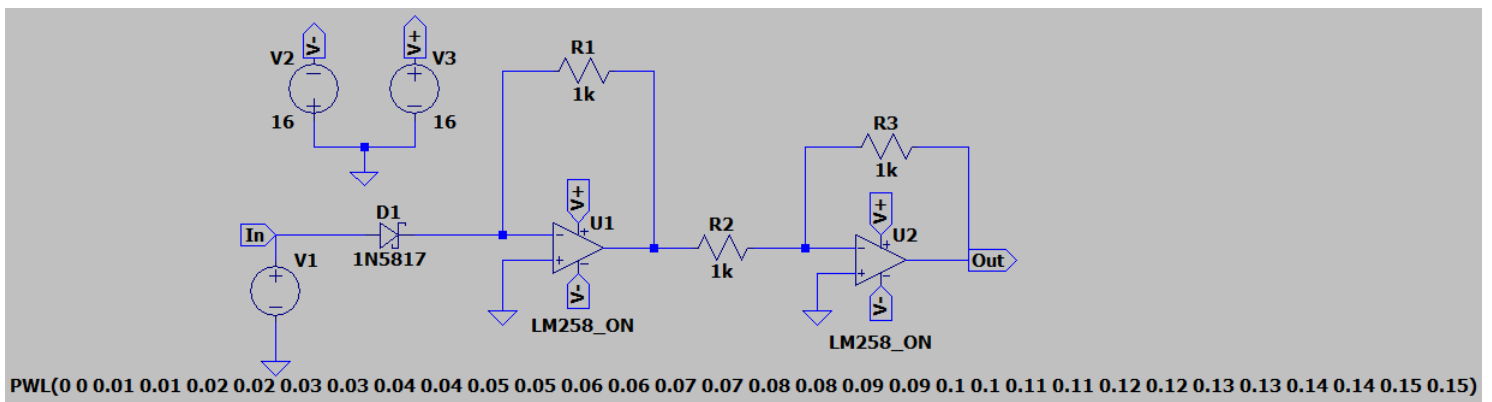 V-
V+
V2
V3
16
16
R1
1k
R3
1k
V+
V+
In
D1
1N5817
V1
U1
R2
1k
U2
Out
V-
V-
LM258_ON
LM258_ON
PWL(0 0 0.01 0.01 0.02 0.02 0.03 0.03 0.04 0.04 0.05 0.05 0.06 0.06 0.07 0.07 0.08 0.08 0.09 0.09 0.1 0.1 0.11 0.11 0.12 0.12 0.13 0.13 0.14 0.14 0.15 0.15)